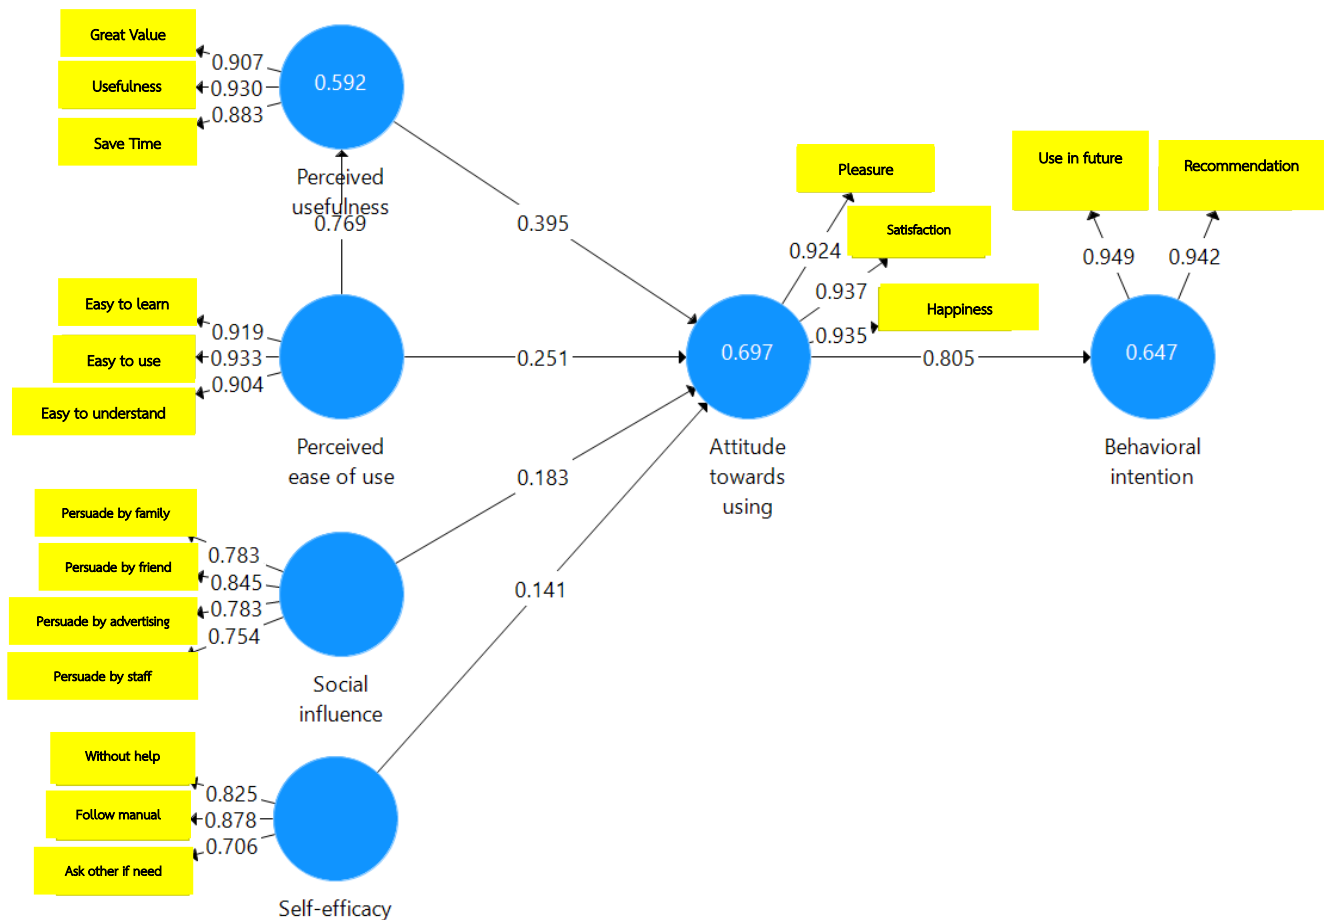 Great Value
0.907
Usefulness
0.930
Save Time
0.883
0.592
Perceived
usefulness
0.769
0.395
Easy to learn
0.919
Easy to use
0.933
Easy to understand
0.904
Perceived
ease of use
0.251
Persuade by family
0.783
Persuade by friend
0.845
Persuade by advertising
0.783
Persuade by staff
0.754
Social
influence
0.183
Without help
0.825
Follow manual
0.878
Ask other if need
0.706
Self-efficacy
0.141
Pleasure
0.924
Satisfaction
0.937
Happiness
0.935
0.697
Attitude
towards
using
0.805
Use in future
0.949
Recommendation
0.942
0.647
Behavioral
intention